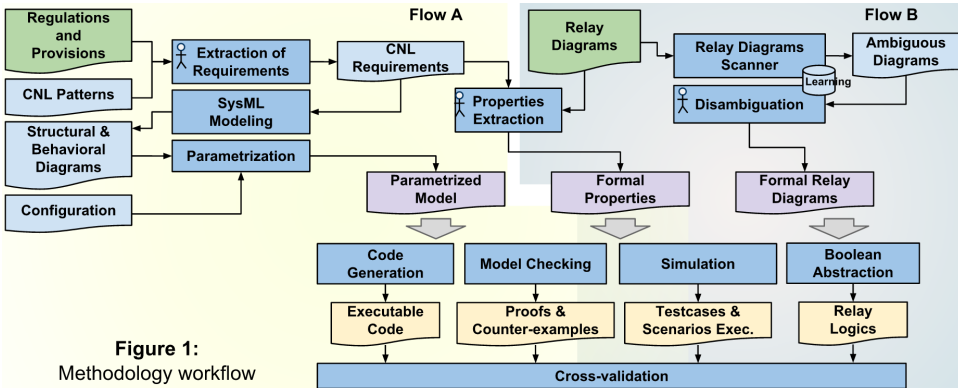 Flow A
Flow B
Regulations
and
Provisions
Extraction of
Requirements
CNL
Requirements
Relay
Diagrams
Relay Diagrams
Scanner
Ambiguous
Diagrams
Learning
CNL Patterns
SysML
Modeling
Properties
Extraction
Disambiguation
Structural &
Behavioral
Diagrams
Parametrization
Parametrized
Model
Formal
Properties
Formal Relay
Diagrams
Configuration
Code
Generation
Model Checking
Simulation
Boolean
Abstraction
Executable
Code
Proofs &
Counter-examples
Testcases &
Scenarios Exec.
Relay
Logics
Cross-validation
Figure 1:
Methodology workflow